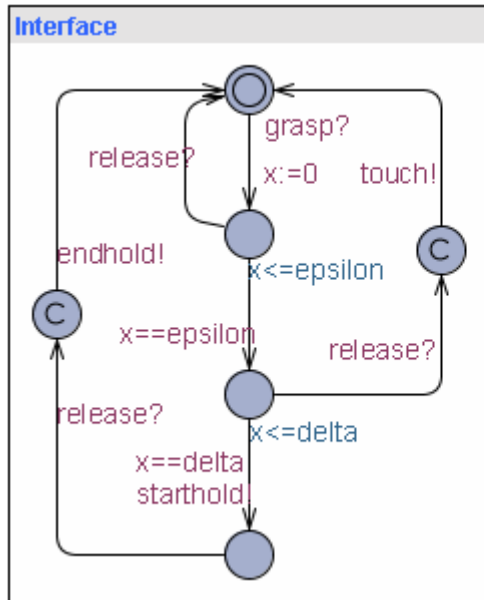 Interface
grasp?
release?
x:=0
touch!
endhold!
x<=epsilon
C
C
x==epsilon
release?
release?
x<=delta
x==delta
starthold!